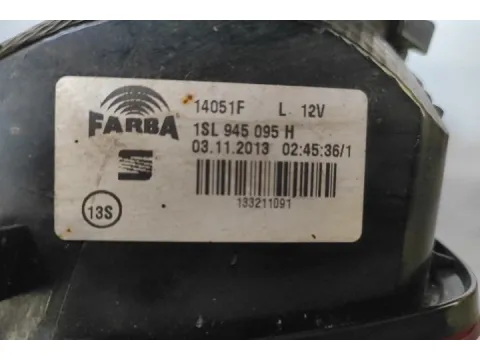 14051F L 12V
FARBA
1SL 945 095 H
03.11.2013 02:45:36/1
S
13S
133211091